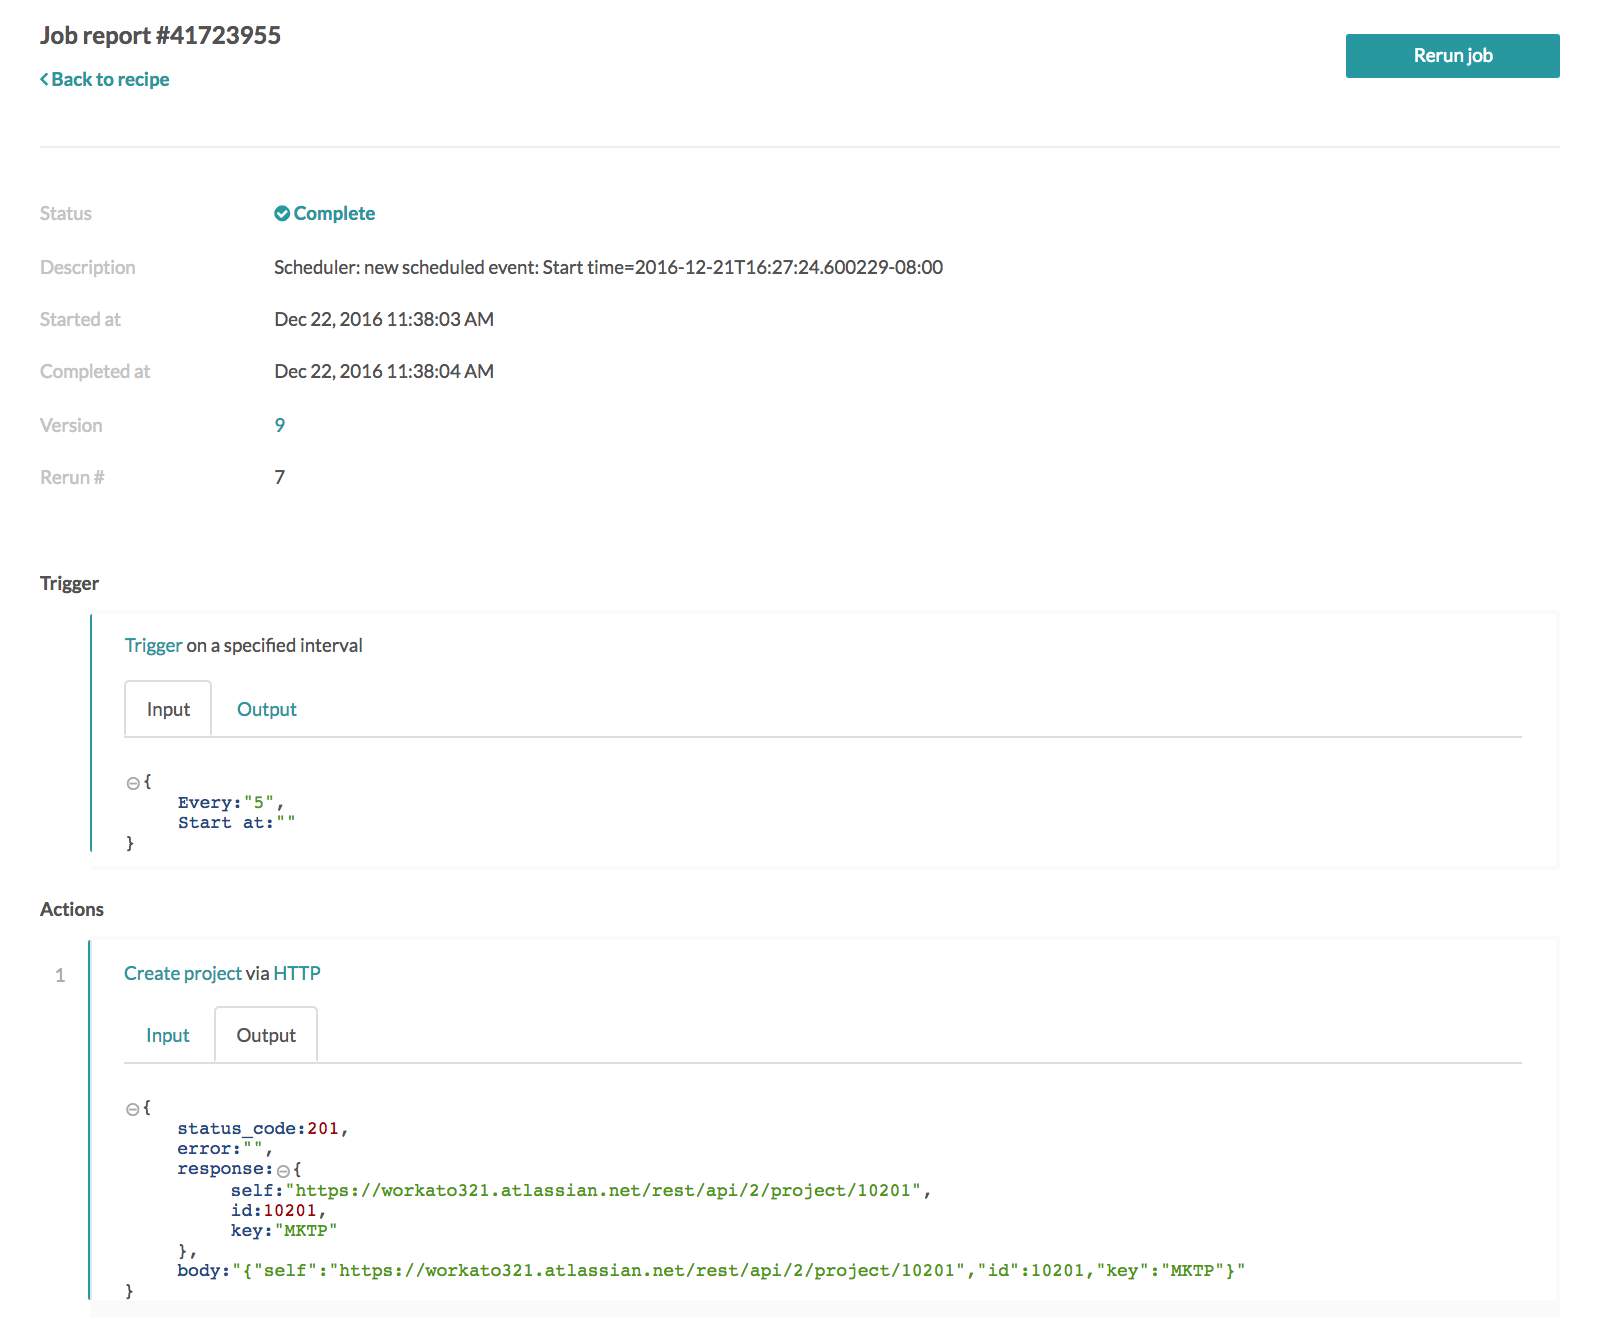 Job report #41723955
Rerun job
Back to recipe
Status Complete
Description Scheduler: new scheduled event: Start time=2016-12-21T16:27:24.600229-08:00
Started at Dec 22, 2016 11:38:03 AM
Completed at Dec 22, 2016 11:38:04 AM
Version 9
Rerun # 7
Trigger
Trigger on a specified interval
Input Output
{
Every:"5",
Start at:""
}
Actions
1 Create project via HTTP
Input Output
{
status_code:201,
error:"",
response:{
self:"https://workato321.atlassian.net/rest/api/2/project/10201",
id:10201,
key:"MKTP"
},
body:"{"self":"https://workato321.atlassian.net/rest/api/2/project/10201","id":10201,"key":"MKTP"}"
}